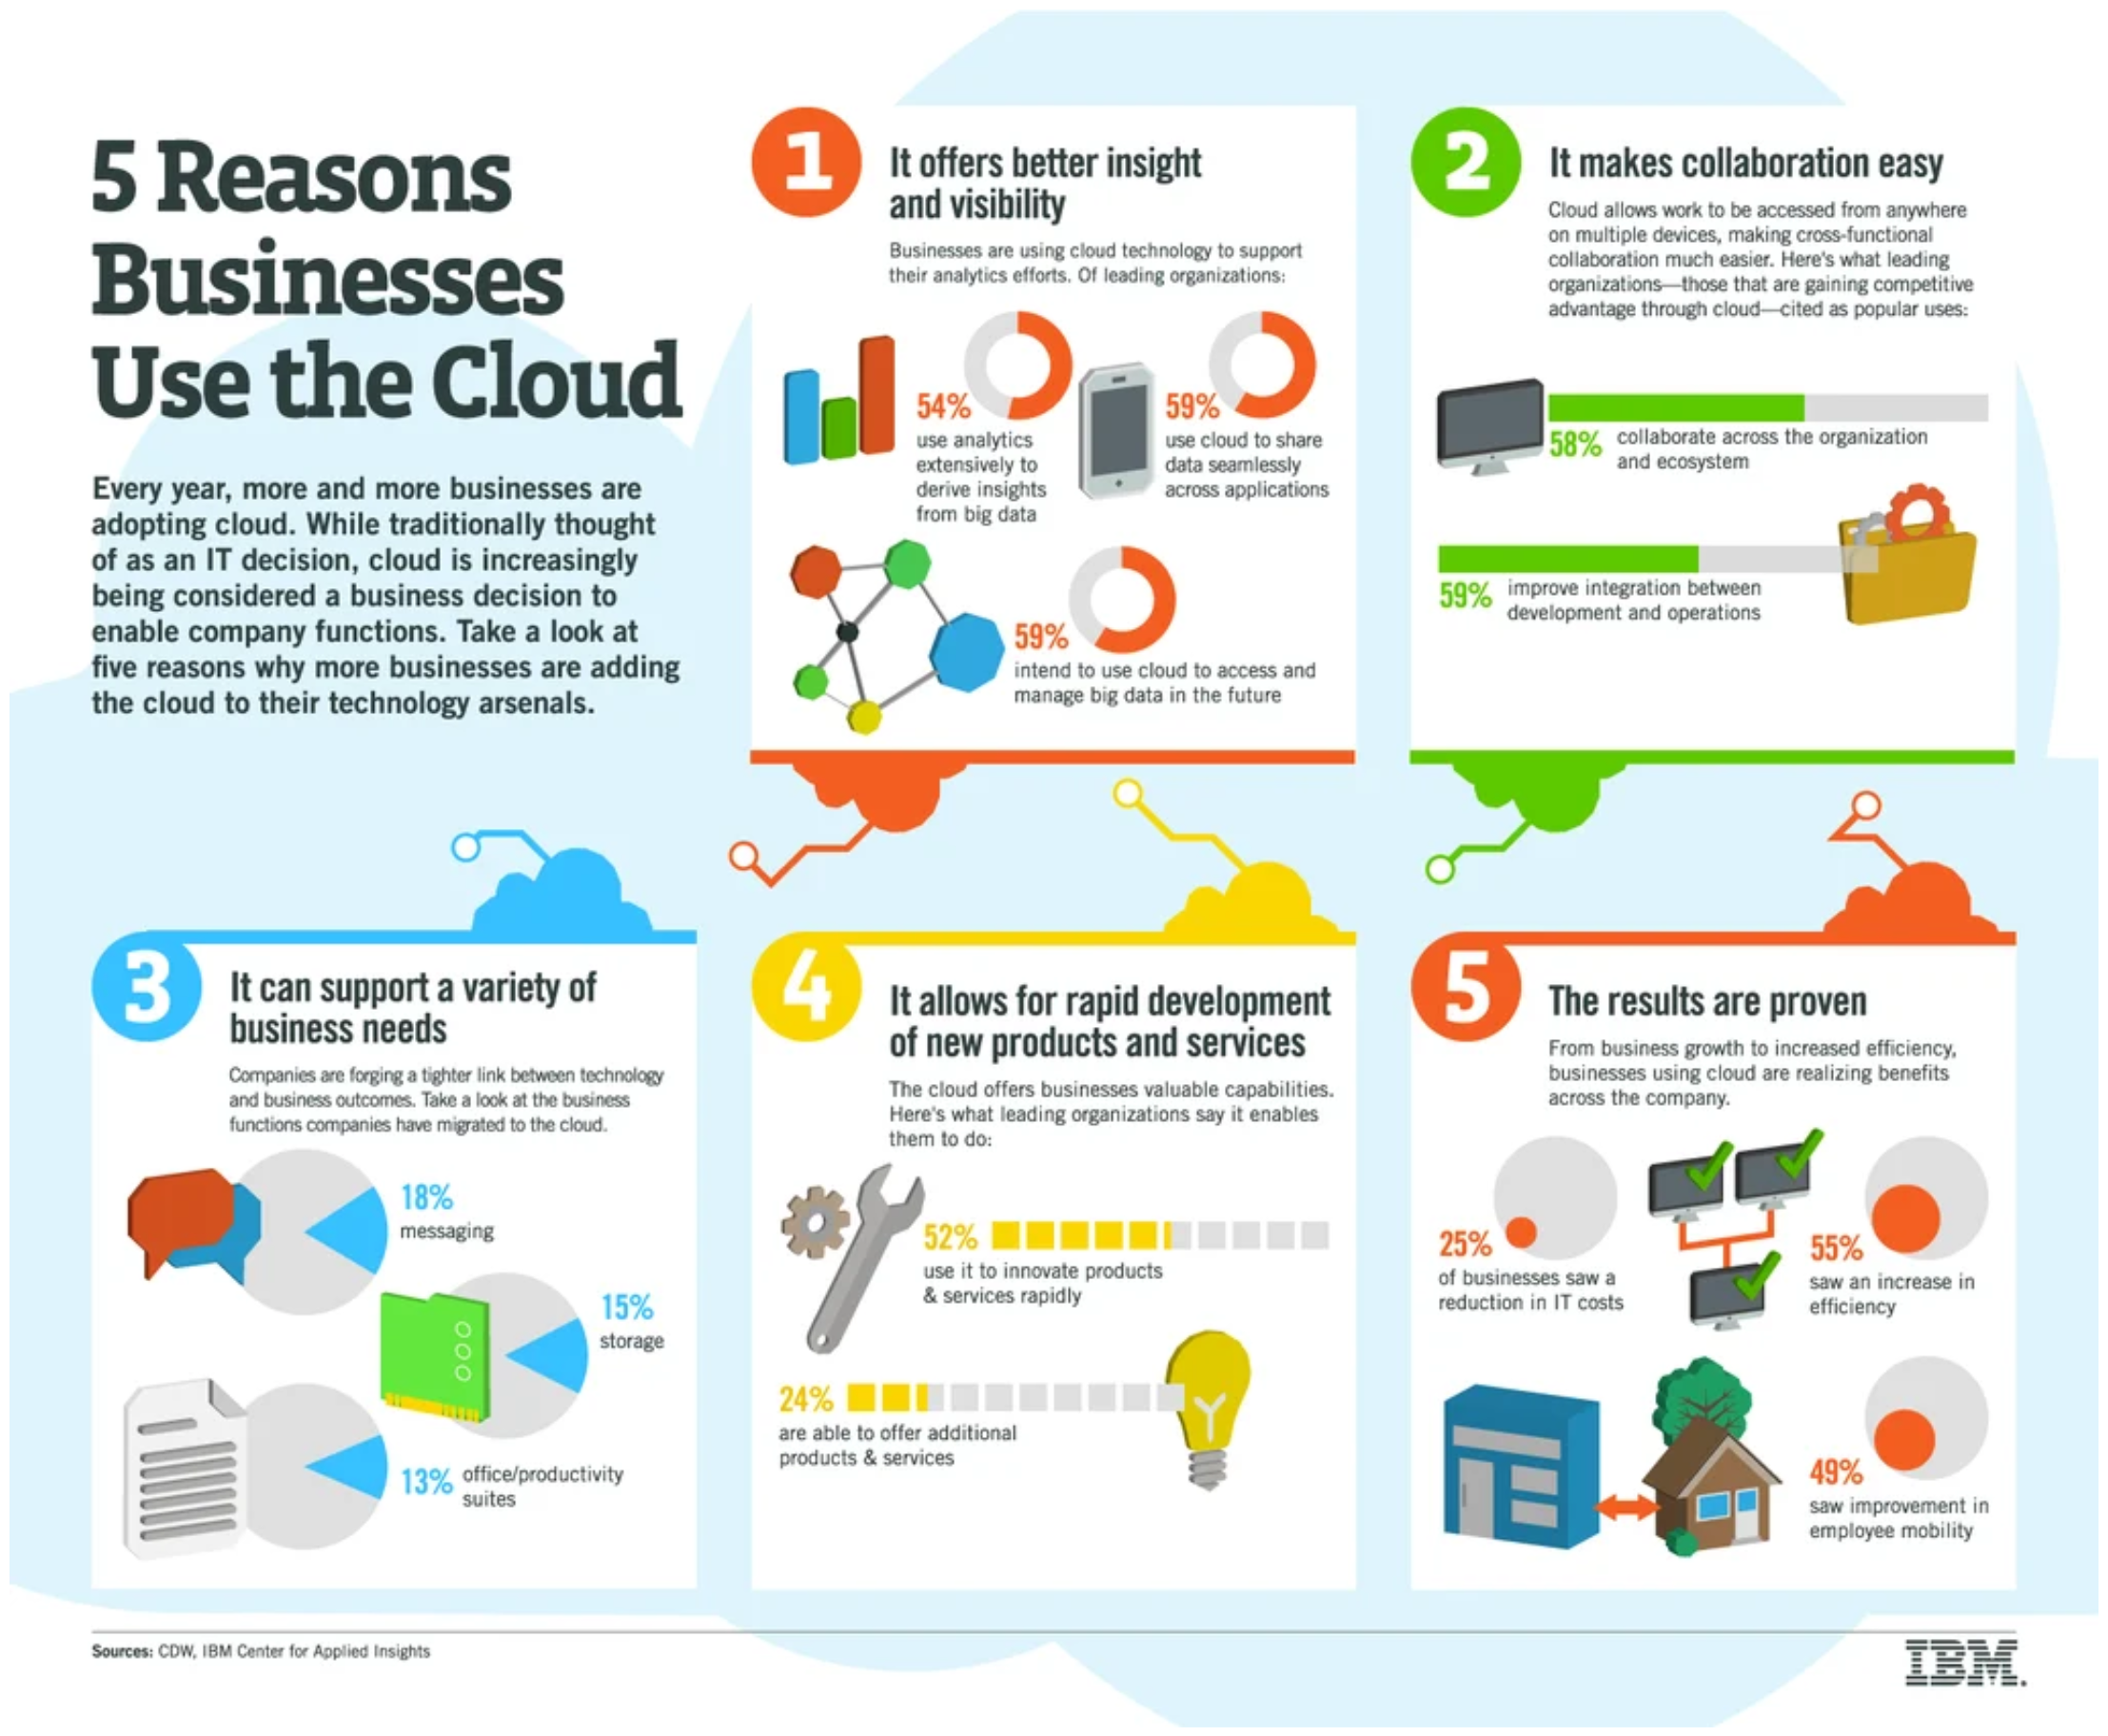 5 Reasons
Businesses
Use the Cloud
Every year, more and more businesses are
adopting cloud. While traditionally thought
of as an IT decision, cloud is increasingly
being considered a business decision to
enable company functions. Take a look at
five reasons why more businesses are adding
the cloud to their technology arsenals.
1
It offers better insight
and visibility
Businesses are using cloud technology to support
their analytics efforts. Of leading organizations:
54%
use analytics
extensively to
derive insights
from big data
59%
use cloud to share
data seamlessly
across applications
59%
intend to use cloud to access and
manage big data in the future
2
It makes collaboration easy
Cloud allows work to be accessed from anywhere
on multiple devices, making cross-functional
collaboration much easier. Here's what leading
organizations—those that are gaining competitive
advantage through cloud—cited as popular uses:
58% collaborate across the organization
and ecosystem
59% improve integration between
development and operations
3
It can support a variety of
business needs
Companies are forging a tighter link between technology
and business outcomes. Take a look at the business
functions companies have migrated to the cloud.
18%
messaging
15%
storage
13% office/productivity
suites
4
It allows for rapid development
of new products and services
The cloud offers businesses valuable capabilities.
Here's what leading organizations say it enables
them to do:
52%
use it to innovate products
& services rapidly
24%
are able to offer additional
products & services
5
The results are proven
From business growth to increased efficiency,
businesses using cloud are realizing benefits
across the company.
25%
of businesses saw a
reduction in IT costs
55%
saw an increase in
efficiency
49%
saw improvement in
employee mobility
Sources: CDW, IBM Center for Applied Insights
IBM.